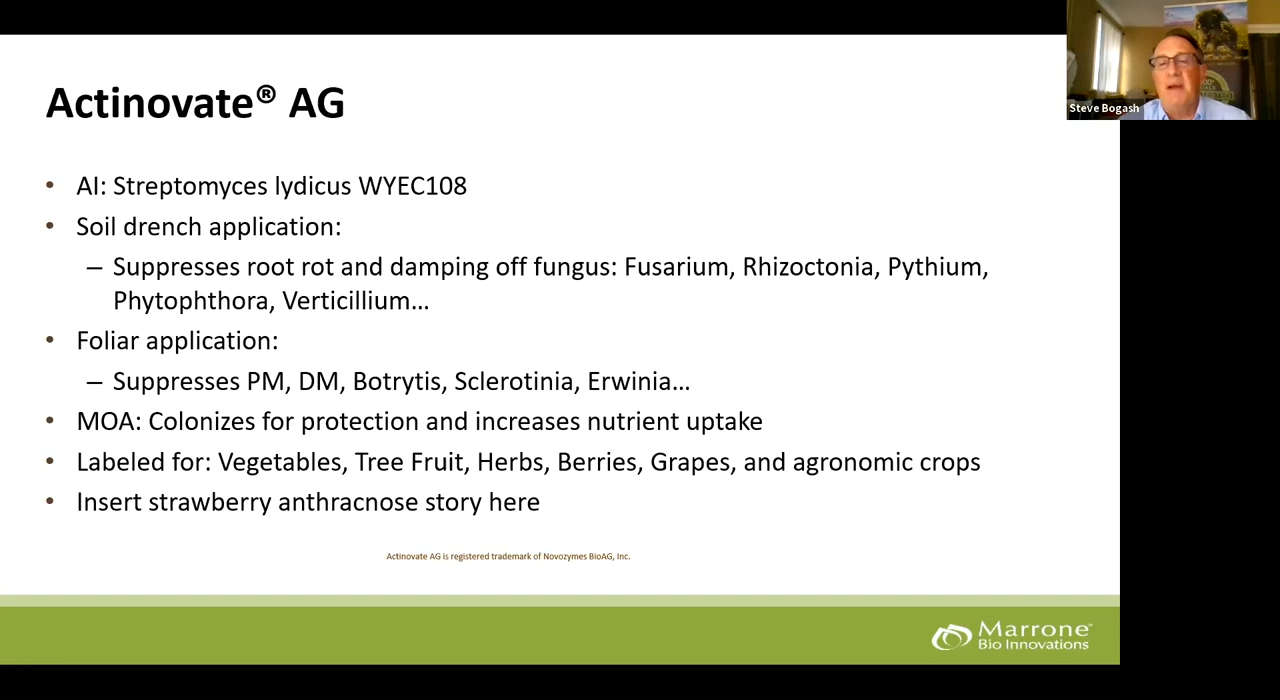 Actinovate® AG
• AI: Streptomyces lydicus WYEC108
• Soil drench application:
– Suppresses root rot and damping off fungus: Fusarium, Rhizoctonia, Pythium,
Phytophthora, Verticillium...
• Foliar application:
– Suppresses PM, DM, Botrytis, Sclerotinia, Erwinia...
• MOA: Colonizes for protection and increases nutrient uptake
• Labeled for: Vegetables, Tree Fruit, Herbs, Berries, Grapes, and agronomic crops
• Insert strawberry anthracnose story here
Actinovate AG is registered trademark of Novozymes BioAG, Inc.
Marrone™
Bio Innovations
Steve Bogash